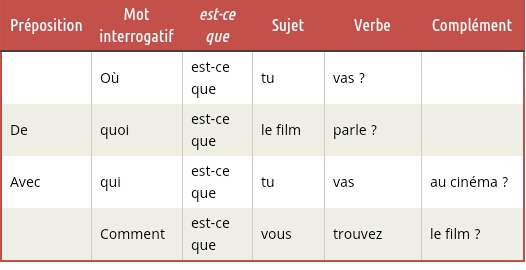 Préposition Mot interrogatif est-ce que Sujet Verbe Complément
Où est-ce que tu vas ?
De quoi est-ce que le film parle ?
Avec qui est-ce que tu vas au cinéma ?
Comment est-ce que vous trouvez le film ?